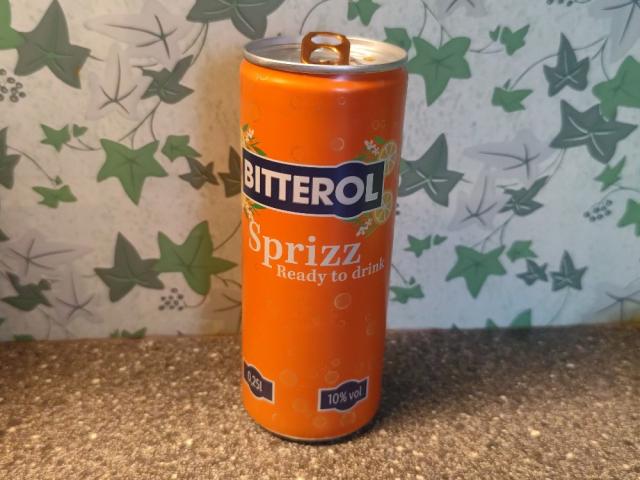 BITTEROL
Sprizz
Ready to drink
0,25l
10% vol